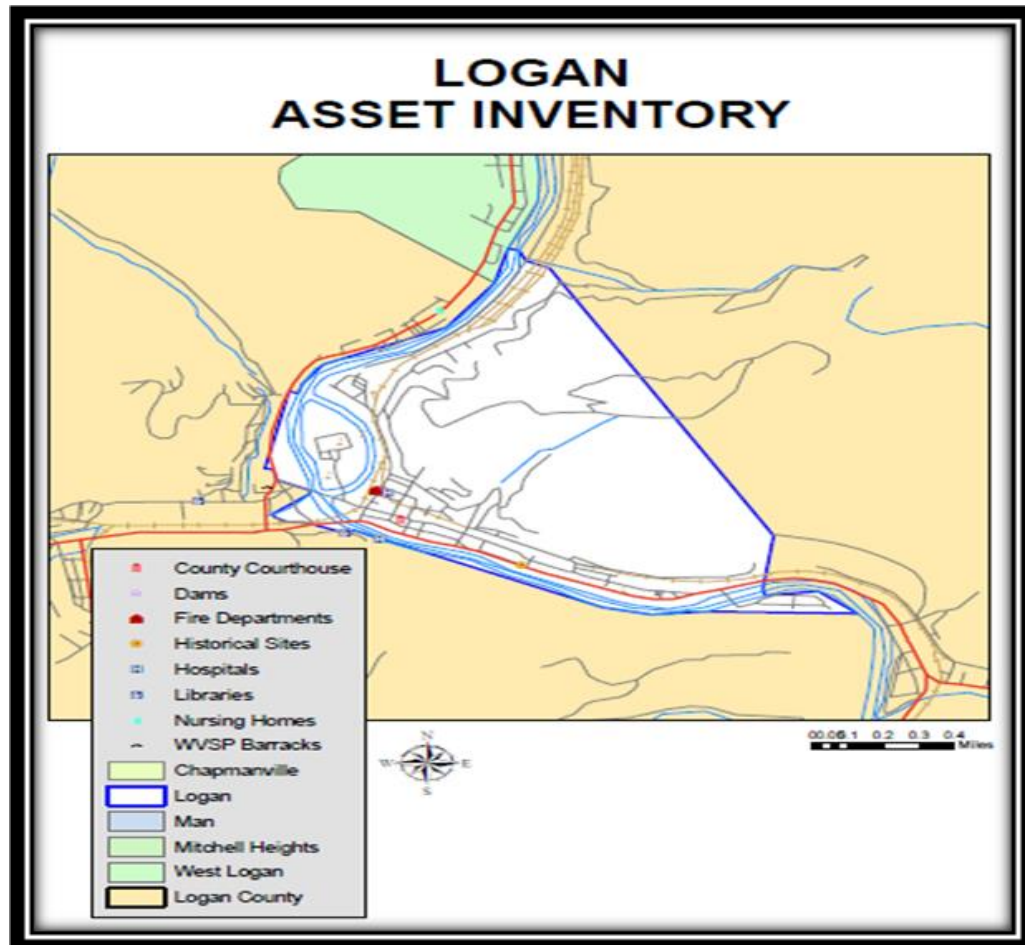 LOGAN
ASSET INVENTORY
County Courthouse
Dams
Fire Departments
Historical Sites
Hospitals
Libraries
Nursing Homes
WVSP Barracks
Chapmanville
Logan
Man
Mitchell Heights
West Logan
Logan County
N
W E
S
0.2 0.3 0.4
Miles